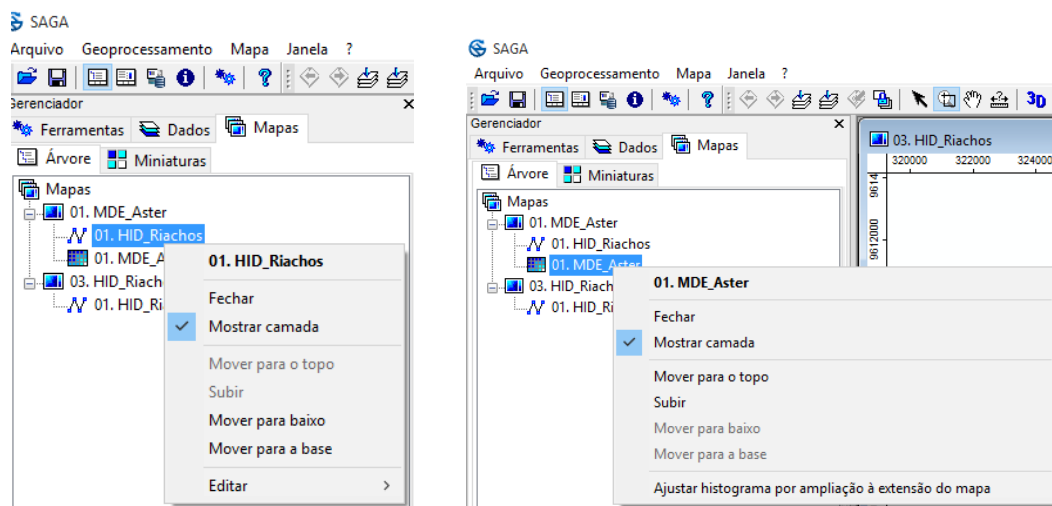 SAGA
Arquivo Geoprocessamento Mapa Janela ?
Gerenciador
Ferramentas Dados Mapas
Árvore Miniaturas
Mapas
01. MDE_Aster
01. HID_Riachos
01. MDE_A
03. HID_Riach
01. HID_Ri
01. HID_Riachos
Fechar
Mostrar camada
Mover para o topo
Subir
Mover para baixo
Mover para a base
Editar
SAGA
Arquivo Geoprocessamento Mapa Janela ?
3D
Gerenciador
Ferramentas Dados Mapas
Árvore Miniaturas
Mapas
01. MDE_Aster
01. HID_Riachos
01. MDE_Aster
03. HID_Riach
01. HID_Ri
03. HID_Riachos
320000 322000 324000
9614
9612000
01. MDE_Aster
Fechar
Mostrar camada
Mover para o topo
Subir
Mover para baixo
Mover para a base
Ajustar histograma por ampliação à extensão do mapa